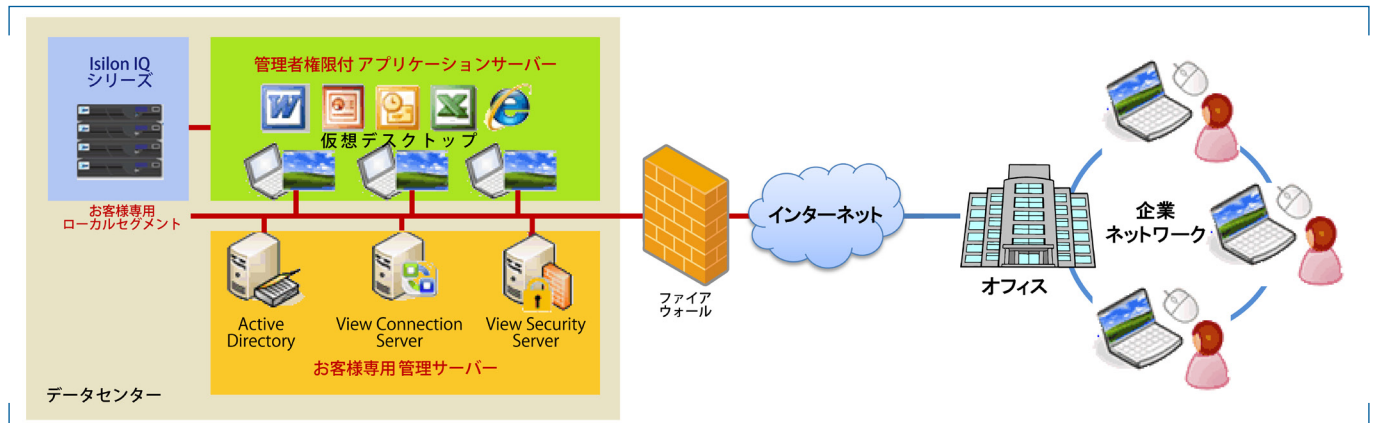 Isilon IQ
シリーズ
管理者権限付 アプリケーションサーバー
仮想デスクトップ
お客様専用
ローカルセグメント
Active
Directory
View Connection
Server
View Security
Server
お客様専用 管理サーバー
データセンター
ファイア
ウォール
インターネット
オフィス
企業
ネットワーク